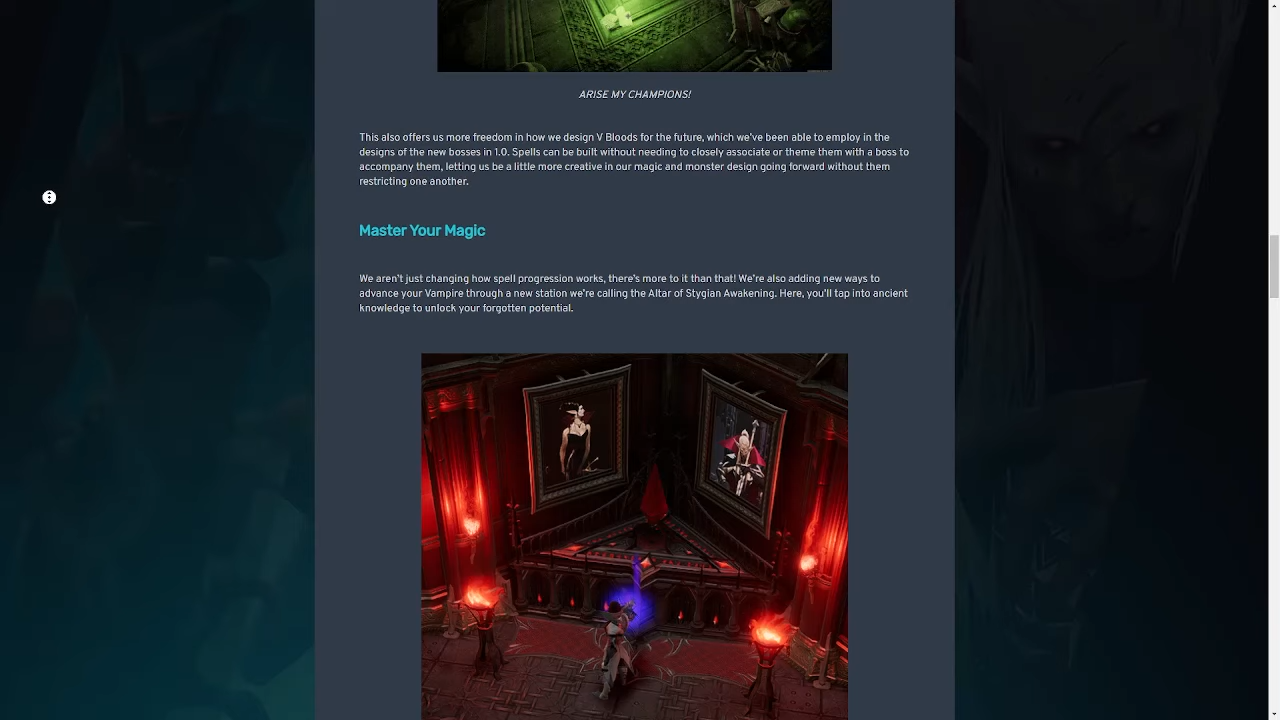 ARISE MY CHAMPIONS!
This also offers us more freedom in how we design V Bloods for the future, which we've been able to employ in the
designs of the new bosses in 1.0. Spells can be built without needing to closely associate or theme them with a boss to
accompany them, letting us be a little more creative in our magic and monster design going forward without them
restricting one another.
Master Your Magic
We aren't just changing how spell progression works, there's more to it than that! We're also adding new ways to
advance your Vampire through a new station we're calling the Altar of Stygian Awakening. Here, you'll tap into ancient
knowledge to unlock your forgotten potential.